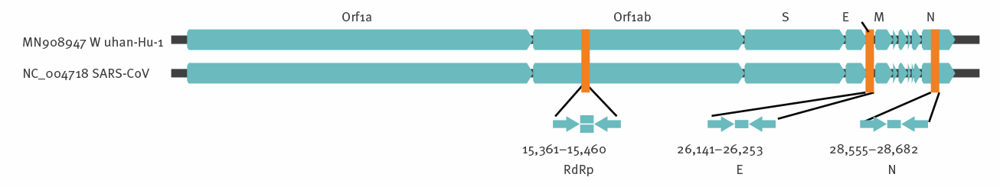 Orf1a Orf1ab S E M N
MN908947 W uhan-Hu-1
NC_004718 SARS-CoV
15,361–15,460 26,141–26,253 28,555–28,682
RdRp E N